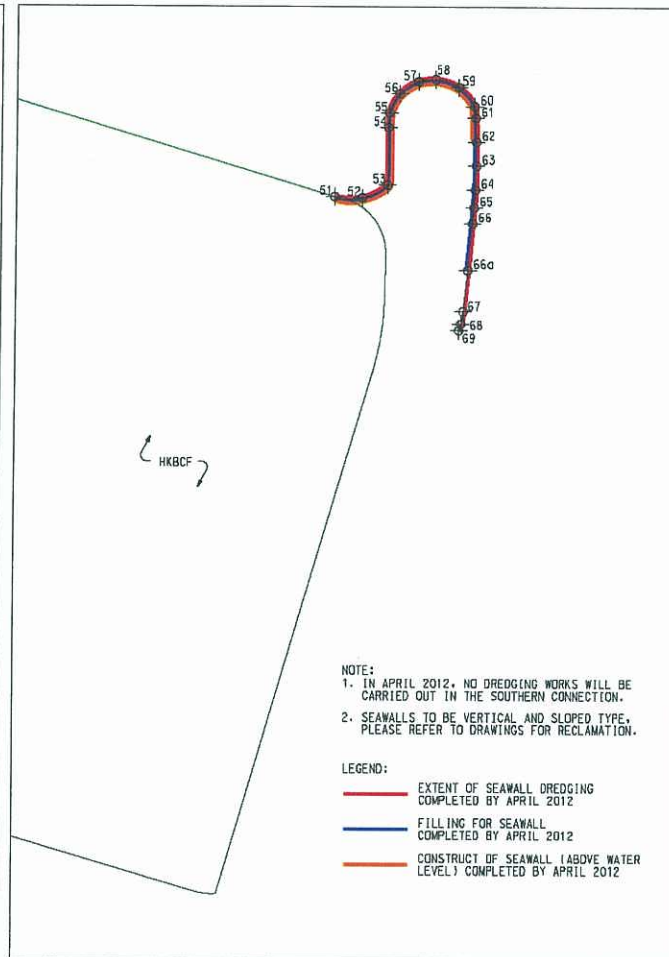 57
58
59
56
60
55
61
54
62
63
53
64
61
52
65
66
66a
67
68
69
HKBCF
NOTE:
1. IN APRIL 2012, NO DREDGING WORKS WILL BE
CARRIED OUT IN THE SOUTHERN CONNECTION.
2. SEAWALLS TO BE VERTICAL AND SLOPED TYPE,
PLEASE REFER TO DRAWINGS FOR RECLAMATION.
LEGEND:
EXTENT OF SEAWALL DREDGING
COMPLETED BY APRIL 2012
FILLING FOR SEAWALL
COMPLETED BY APRIL 2012
CONSTRUCT OF SEAWALL (ABOVE WATER
LEVEL) COMPLETED BY APRIL 2012